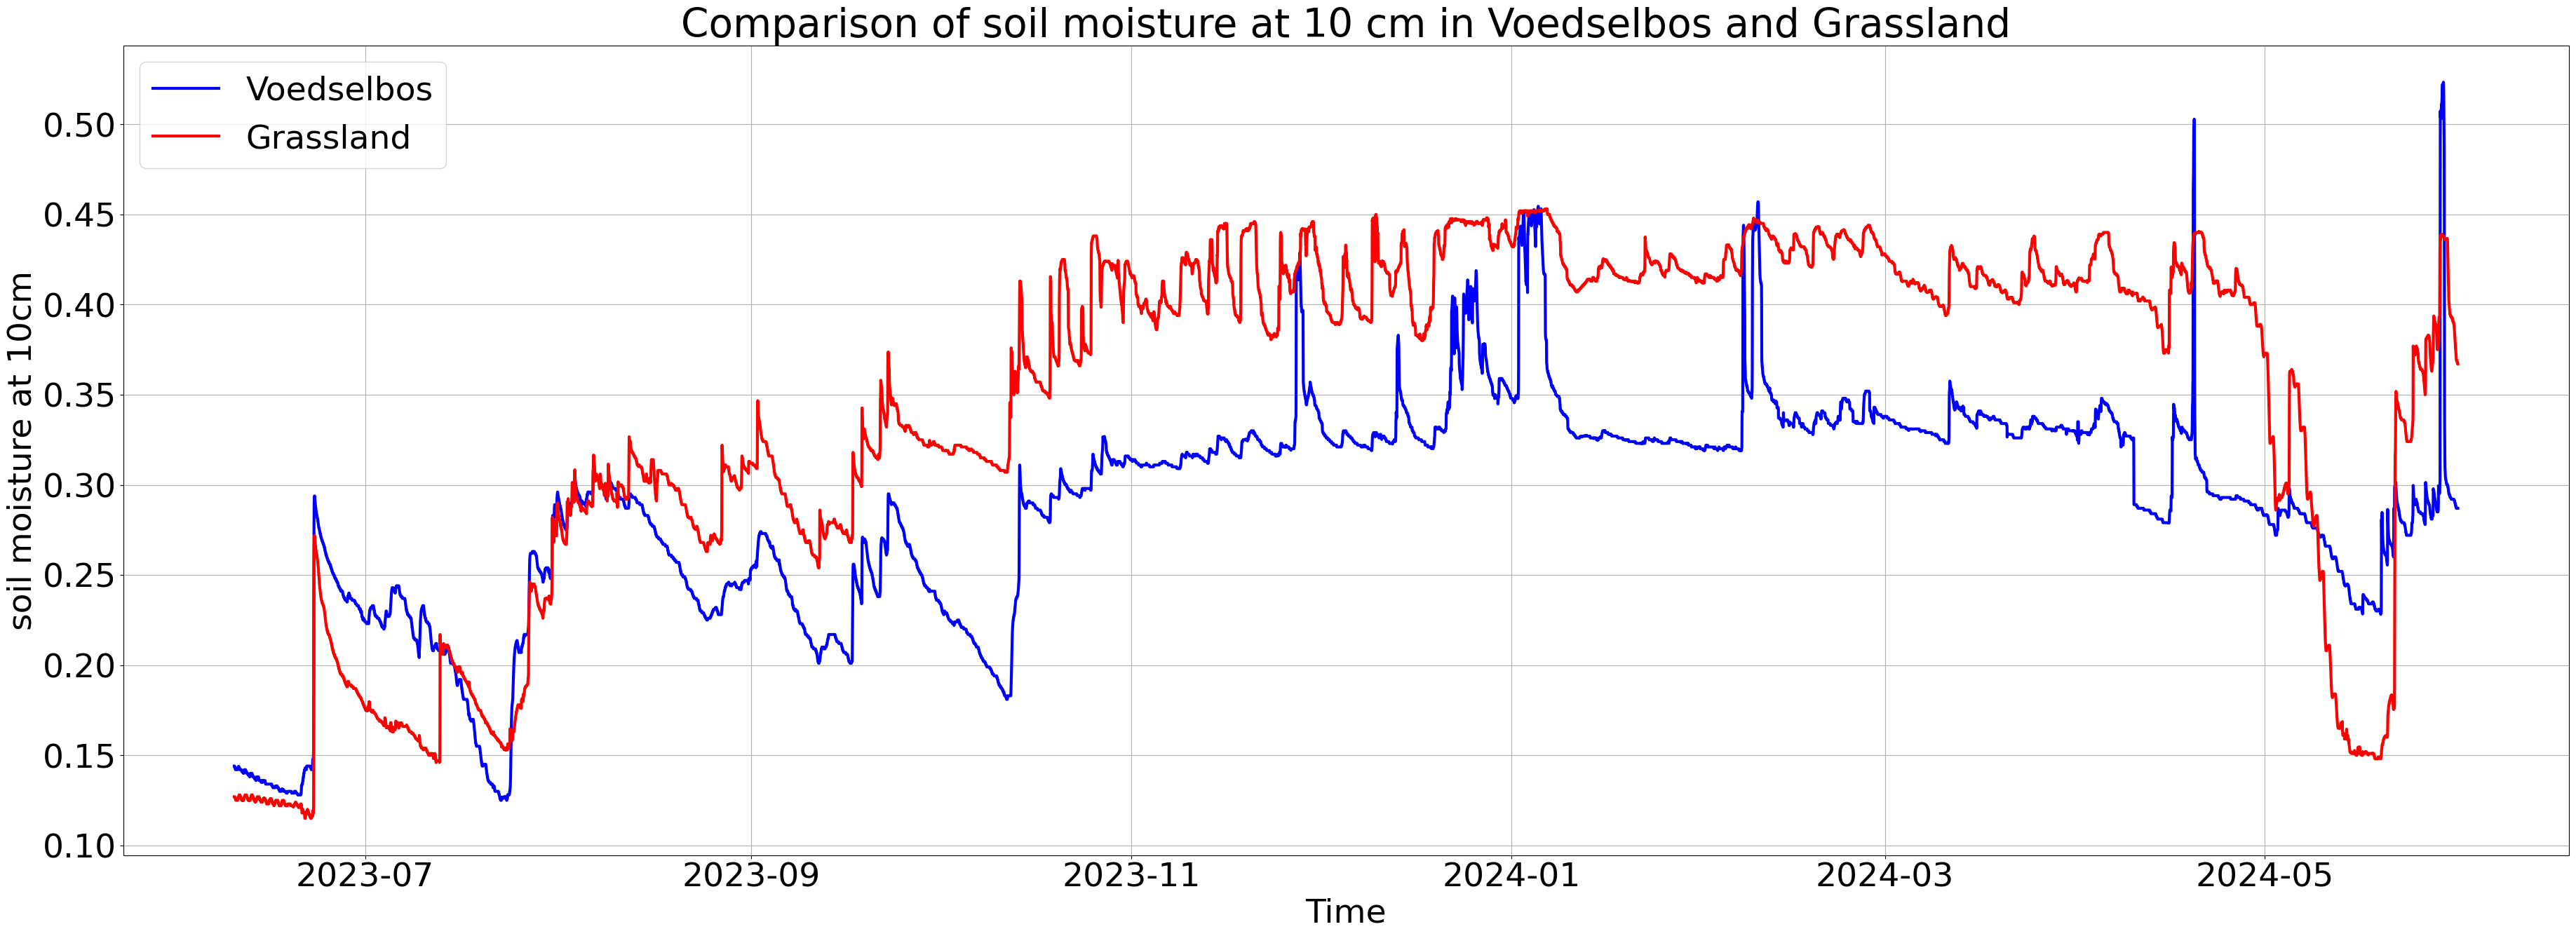 Comparison of soil moisture at 10 cm in Voedselbos and Grassland
Voedselbos
Grassland
soil moisture at 10cm
0.50
0.45
0.40
0.35
0.30
0.25
0.20
0.15
0.10
2023-07 2023-09 2023-11 2024-01 2024-03 2024-05
Time